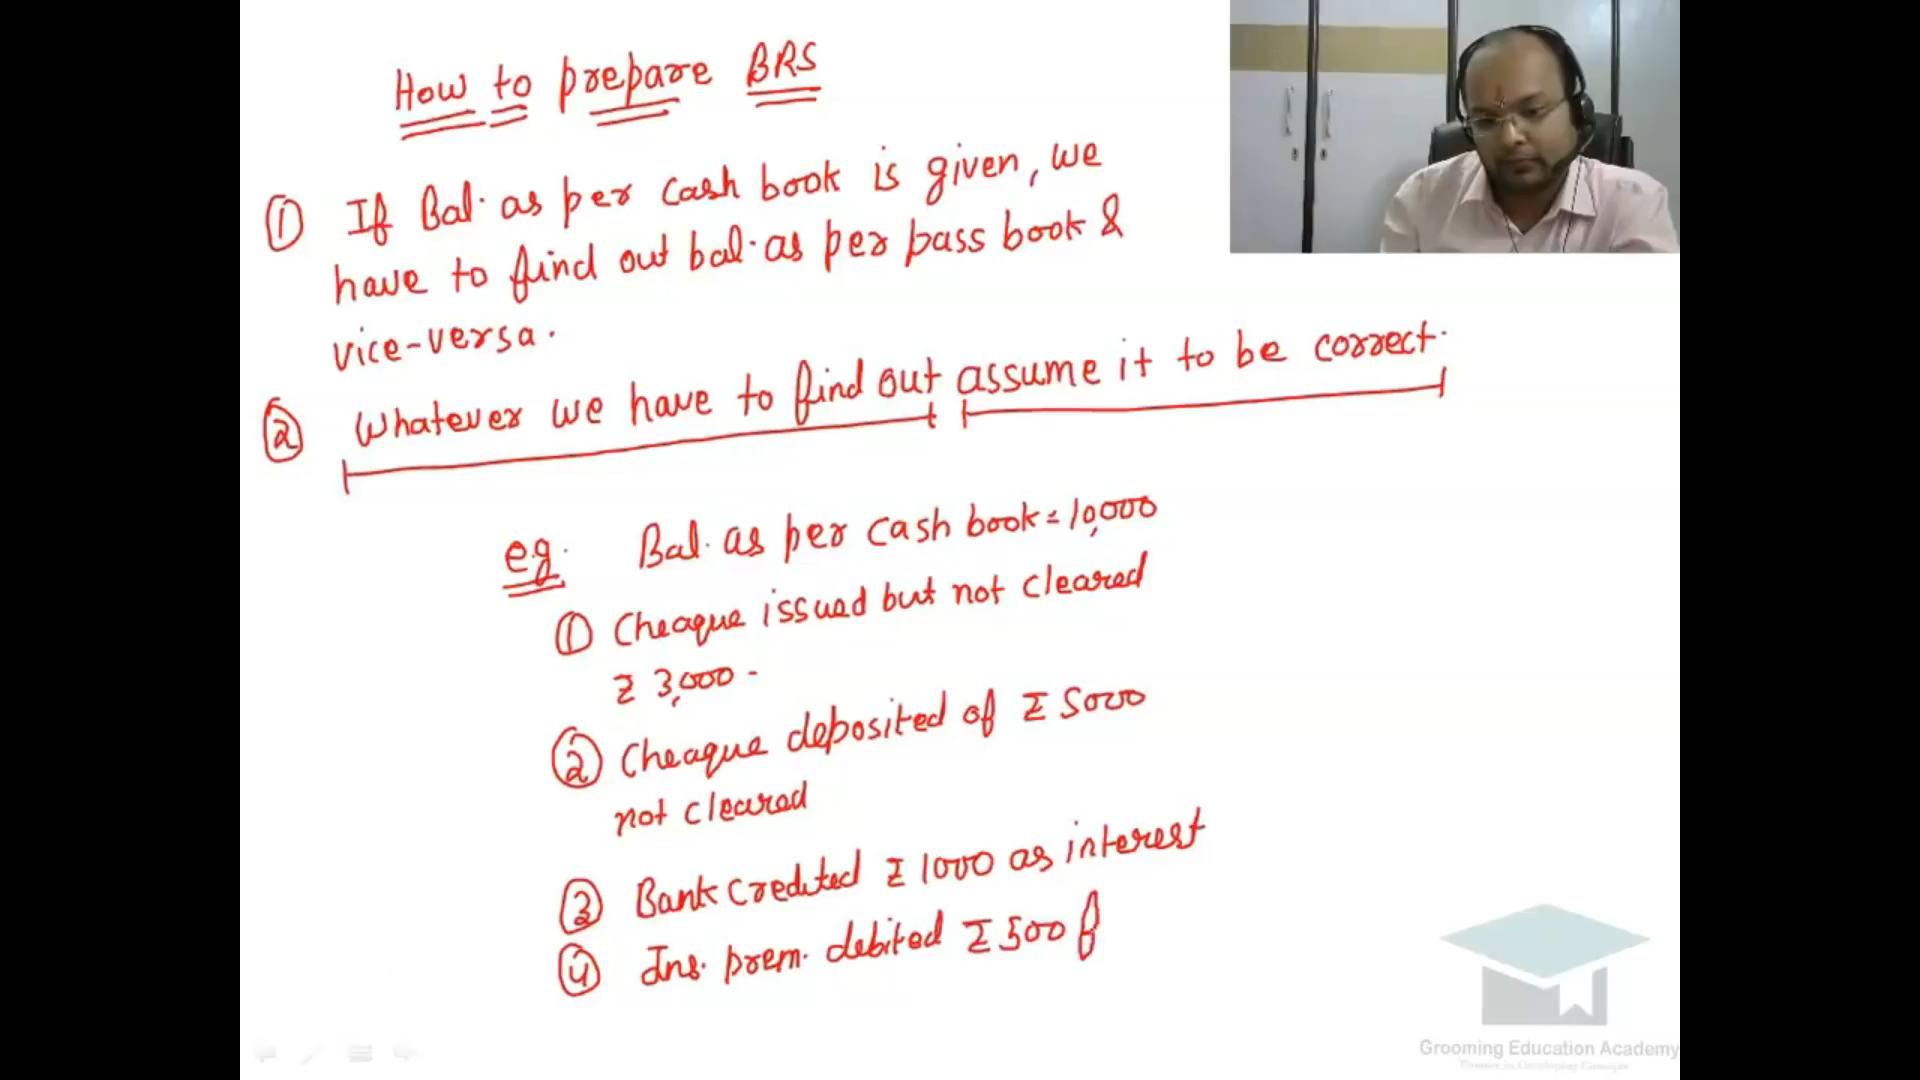 How to prepare BRS
① If Bal. as per cash book is given, we
have to find out bal. as per pass book &
vice-versa.
② Whatever we have to find out assume it to be correct.
e.g. Bal. as per cash book = 10,000
① Cheaque issued but not cleared
₹ 3,000 -
② Cheaque deposited of ₹ 5000
not cleared
③ Bank credited ₹ 1000 as interest
④ Ins. prem. debited ₹ 500 f
Grooming Education Academy